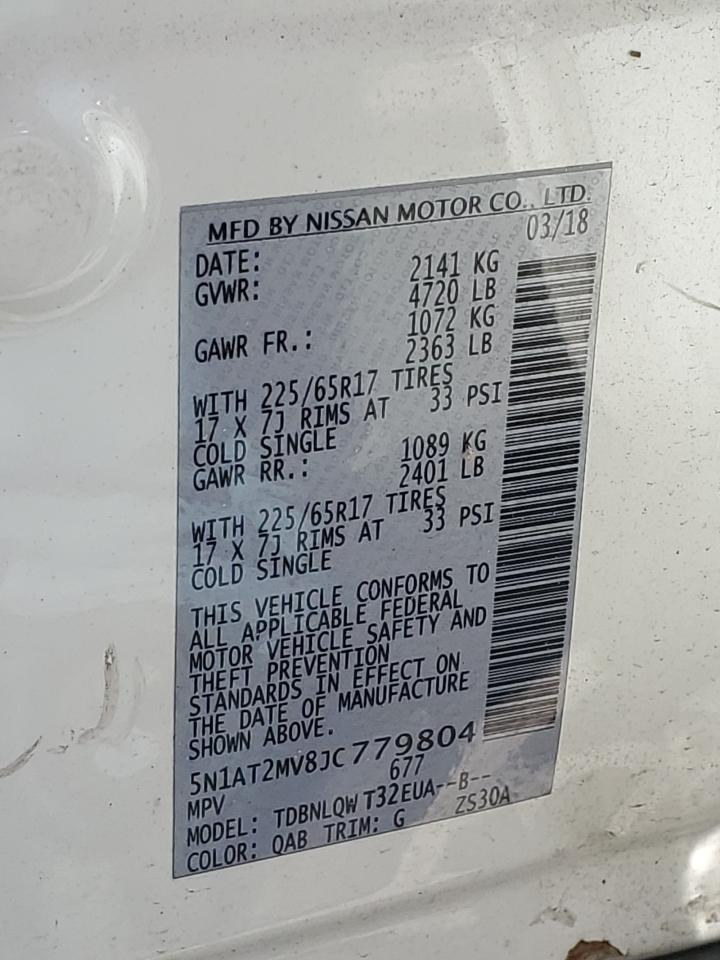 MFD BY NISSAN MOTOR CO., LTD.
DATE: 03/18
GVWR: 2141 KG
4720 LB
1072 KG
GAWR FR.: 2363 LB
WITH 225/65R17 TIRES
17 X 7J RIMS AT 33 PSI
COLD SINGLE
1089 KG
GAWR RR.: 2401 LB
WITH 225/65R17 TIRES
17 X 7J RIMS AT 33 PSI
COLD SINGLE
THIS VEHICLE CONFORMS TO
ALL APPLICABLE FEDERAL
MOTOR VEHICLE SAFETY AND
THEFT PREVENTION
STANDARDS IN EFFECT ON
THE DATE OF MANUFACTURE
SHOWN ABOVE.
5N1AT2MV8JC779804
MPV 677
MODEL: TDBNLQWT32EUA--B--
COLOR: QAB TRIM: G ZS30A